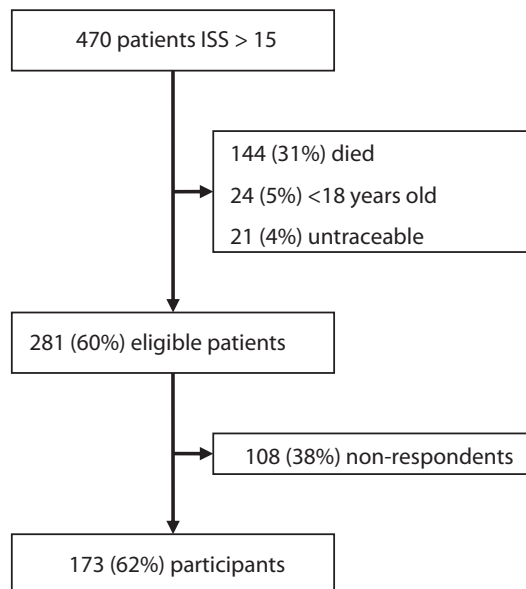 470 patients ISS > 15
144 (31%) died
24 (5%) <18 years old
21 (4%) untraceable
281 (60%) eligible patients
108 (38%) non-respondents
173 (62%) participants